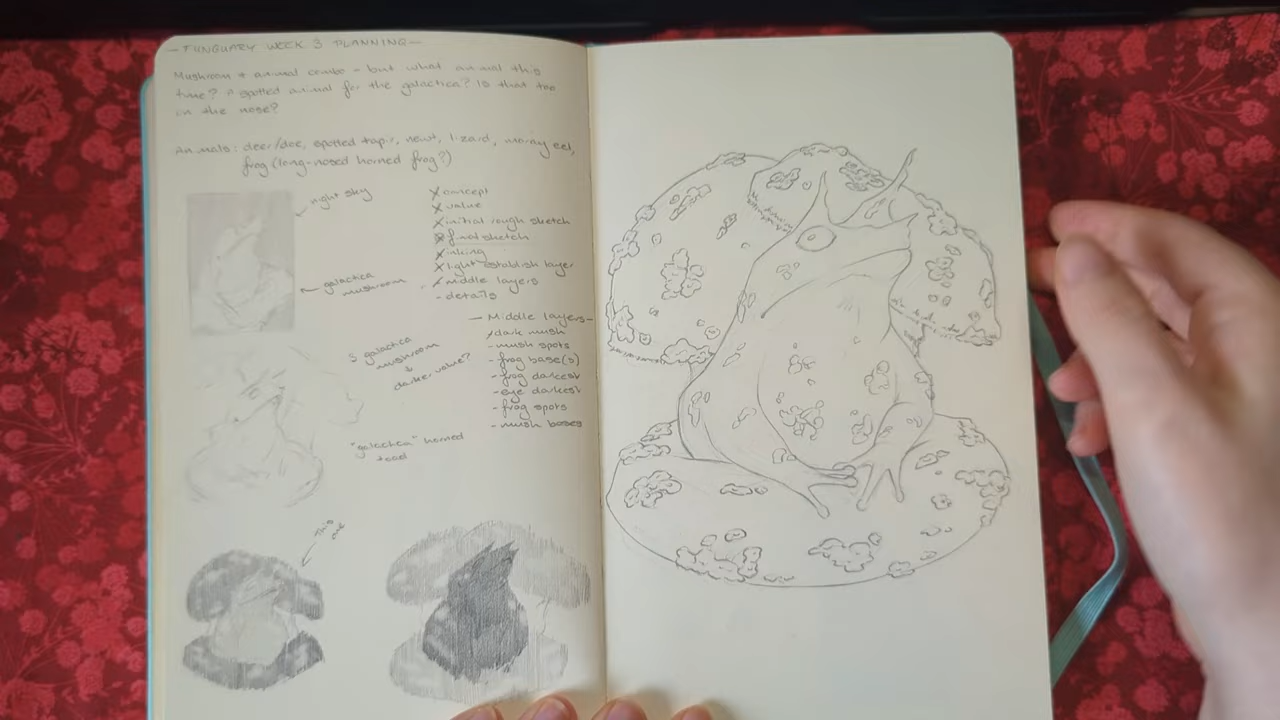 - FUNGUARY WEEK 3 PLANNING -
Mushroom + animal combo - but what animal this
time? A spotted animal for the galactica? Is that too
on the nose?
Animals: deer/doe, spotted tapir, newt, lizard, moray eel,
frog (long-nosed horned frog?)
night sky
galactica
mushroom
x concept
x value
x initial rough sketch
x final sketch
x inking
x light establish layer
middle layers
- details
- Middle layers -
dark mush
- mush spots
- frog base(s)
- frog darkest
- eye darkest
- frog spots
- mush bases
galactica
mushroom
darker value?
"galactica" horned
toad
this
one